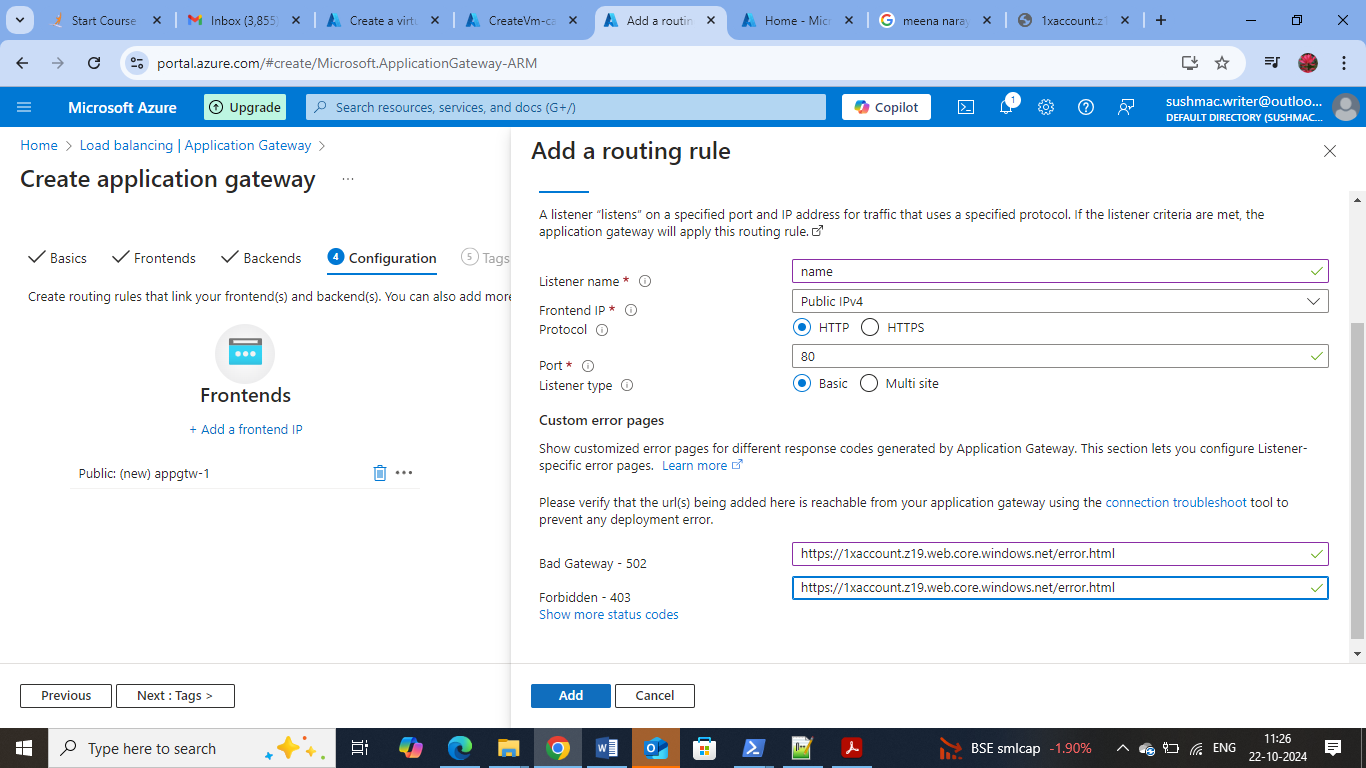 Start Course
Inbox (3,855)
Create a virtu
CreateVm-ca
Add a routin
Home - Micr
meena naray
1xaccount.z1
portal.azure.com/#create/Microsoft.ApplicationGateway-ARM
Microsoft Azure
Upgrade
Search resources, services, and docs (G+/)
Copilot
1
sushmac.writer@outloo...
DEFAULT DIRECTORY (SUSHMAC....
Home > Load balancing | Application Gateway >
Create application gateway ...
Basics
Frontends
Backends
4 Configuration
5 Tags
Create routing rules that link your frontend(s) and backend(s). You can also add more
Frontends
+ Add a frontend IP
Public: (new) appgtw-1
Previous
Next : Tags >
Add a routing rule
A listener “listens” on a specified port and IP address for traffic that uses a specified protocol. If the listener criteria are met, the
application gateway will apply this routing rule.
Listener name * name
Frontend IP * Public IPv4
Protocol HTTP HTTPS
Port * 80
Listener type Basic Multi site
Custom error pages
Show customized error pages for different response codes generated by Application Gateway. This section lets you configure Listener-
specific error pages. Learn more
Please verify that the url(s) being added here is reachable from your application gateway using the connection troubleshoot tool to
prevent any deployment error.
Bad Gateway - 502 https://1xaccount.z19.web.core.windows.net/error.html
Forbidden - 403 https://1xaccount.z19.web.core.windows.net/error.html
Show more status codes
Add
Cancel
Type here to search
BSE smlcap -1.90%
ENG
11:26
22-10-2024